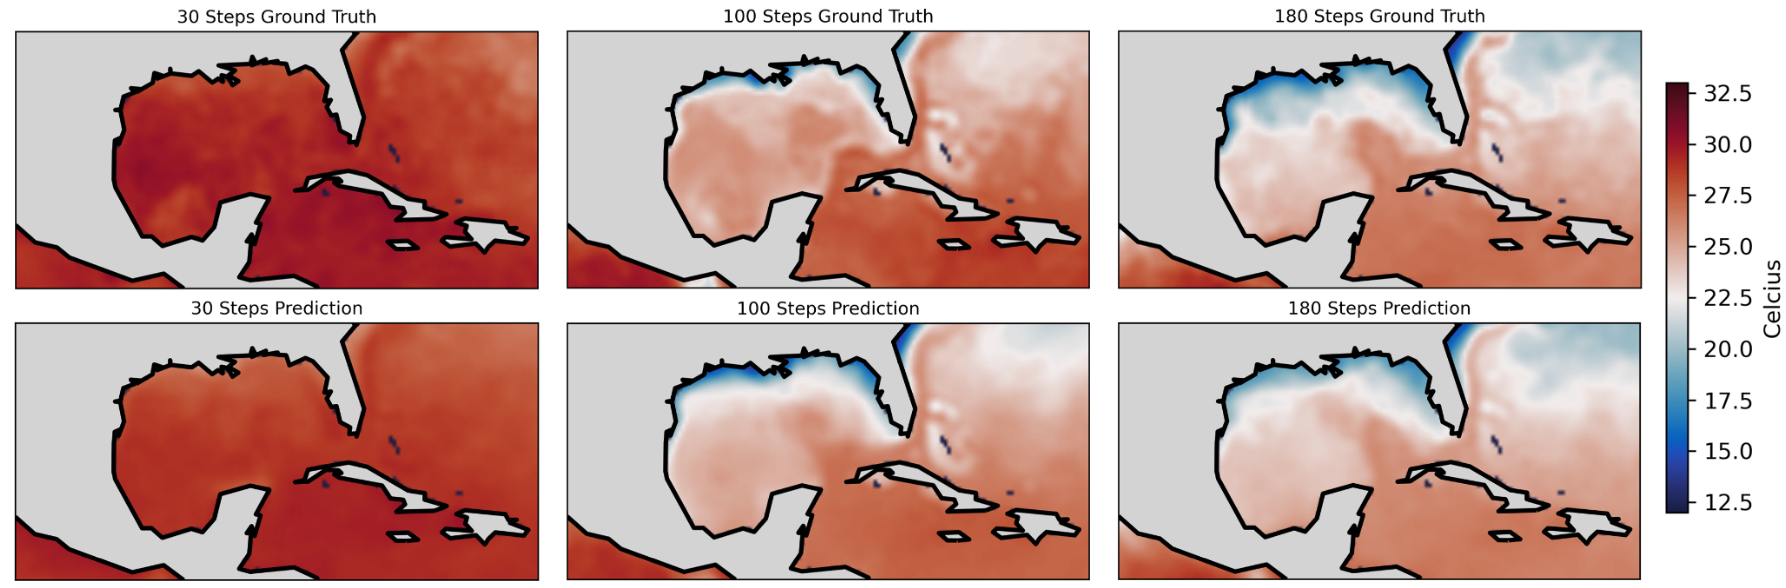 30 Steps Ground Truth
100 Steps Ground Truth
180 Steps Ground Truth
30 Steps Prediction
100 Steps Prediction
180 Steps Prediction
32.5
30.0
27.5
25.0
22.5
20.0
17.5
15.0
12.5
Celcius